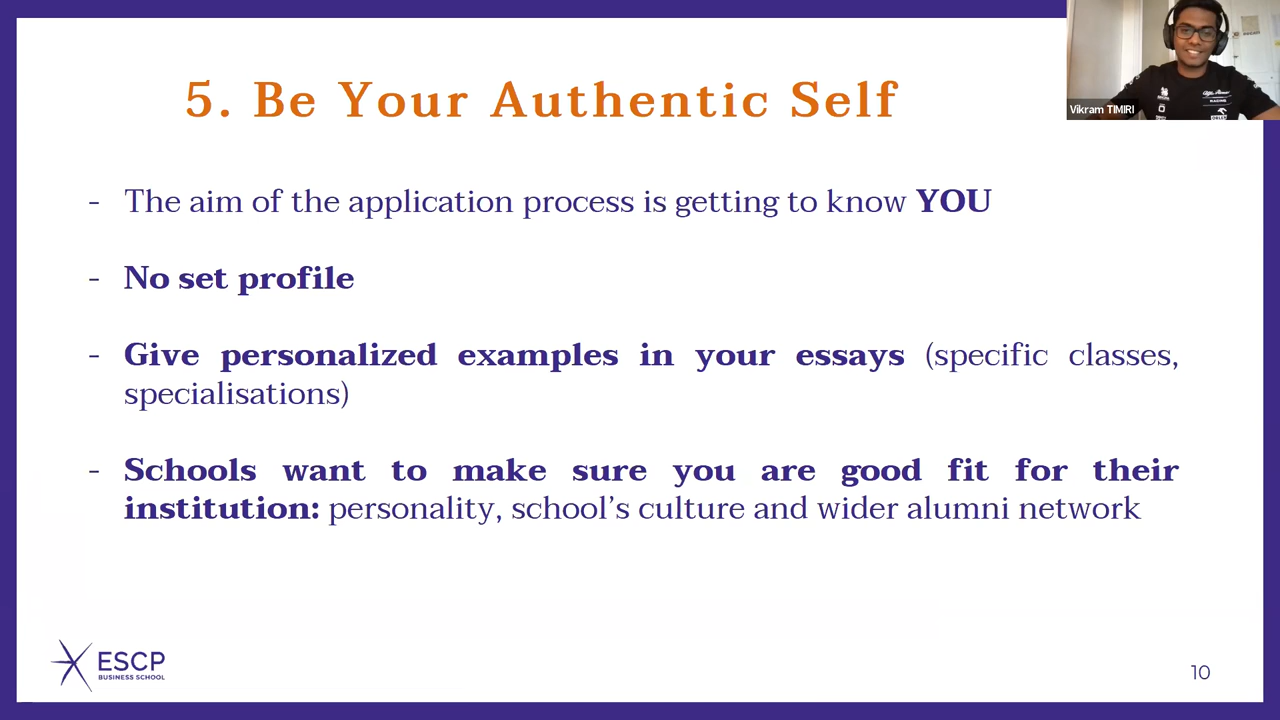 5. Be Your Authentic Self
Vikram TIMIRI
- The aim of the application process is getting to know YOU
- No set profile
- Give personalized examples in your essays (specific classes,
specialisations)
- Schools want to make sure you are good fit for their
institution: personality, school's culture and wider alumni network
ESCP
BUSINESS SCHOOL
10